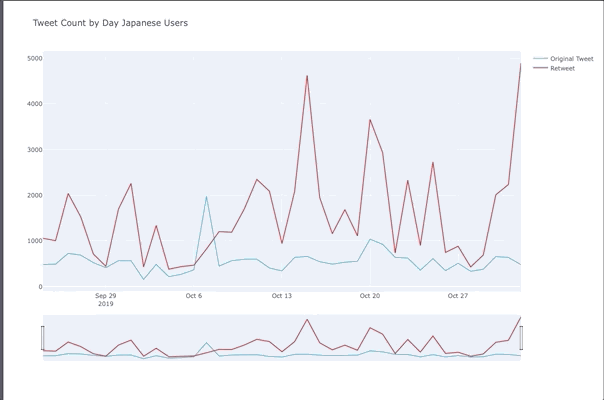 Tweet Count by Day Japanese Users
Original Tweet
Retweet
5000
4000
3000
2000
1000
0
Sep 29
2019
Oct 6
Oct 13
Oct 20
Oct 27